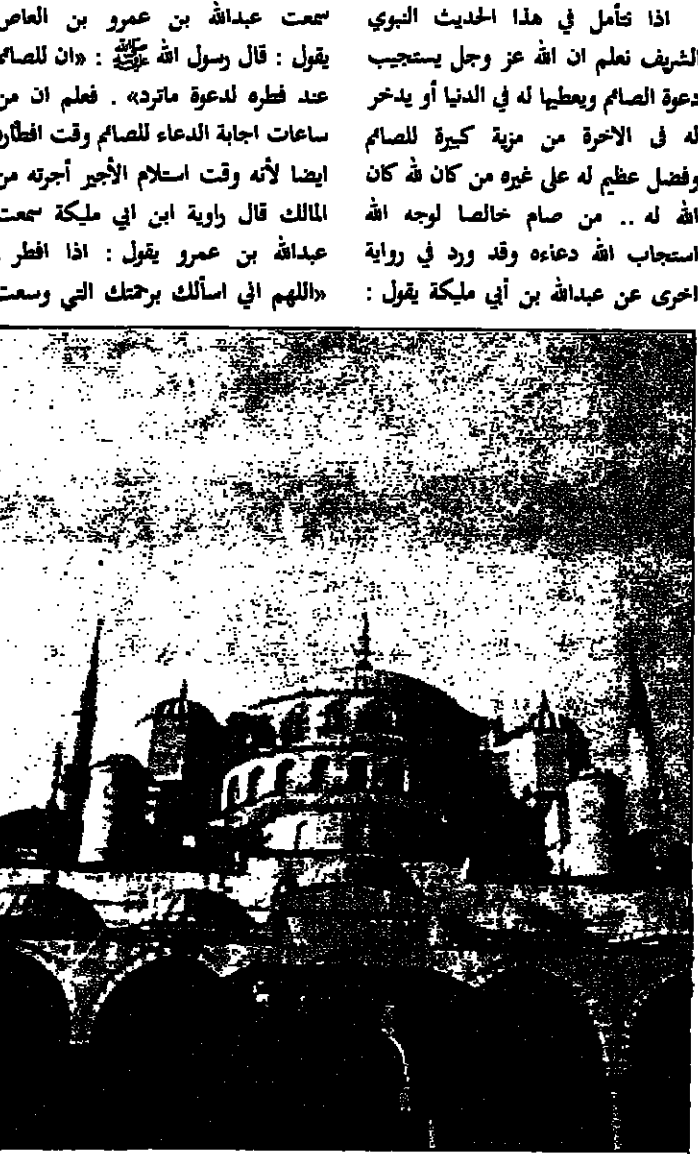 اذا نتأمل في هذا الحديث النبوي
الشريف نعلم ان الله عز وجل يستجيب
دعوة الصائم ويعطيها له في الدنيا أو يدخر
له في الاخرة من مزية كبيرة للصائم
وفضل عظيم له على غيره من كان لله كان
الله له .. من صام خالصا لوجه الله
استجاب الله دعاءه وقد ورد في رواية
اخرى عن عبدالله بن أبي مليكة يقول :
سمعت عبدالله بن عمرو بن العاص
يقول : قال رسول الله ﷺ : «ان للصائم
عند فطره لدعوة ماترد» . فعلم ان من
ساعات اجابة الدعاء للصائم وقت افطاره
ايضا لأنه وقت استلام الأجير أجرته من
المالك قال راوية ابن ابي مليكة سمعت
عبدالله بن عمرو يقول : اذا افطر .
«اللهم اني اسألك برحمتك التي وسعت